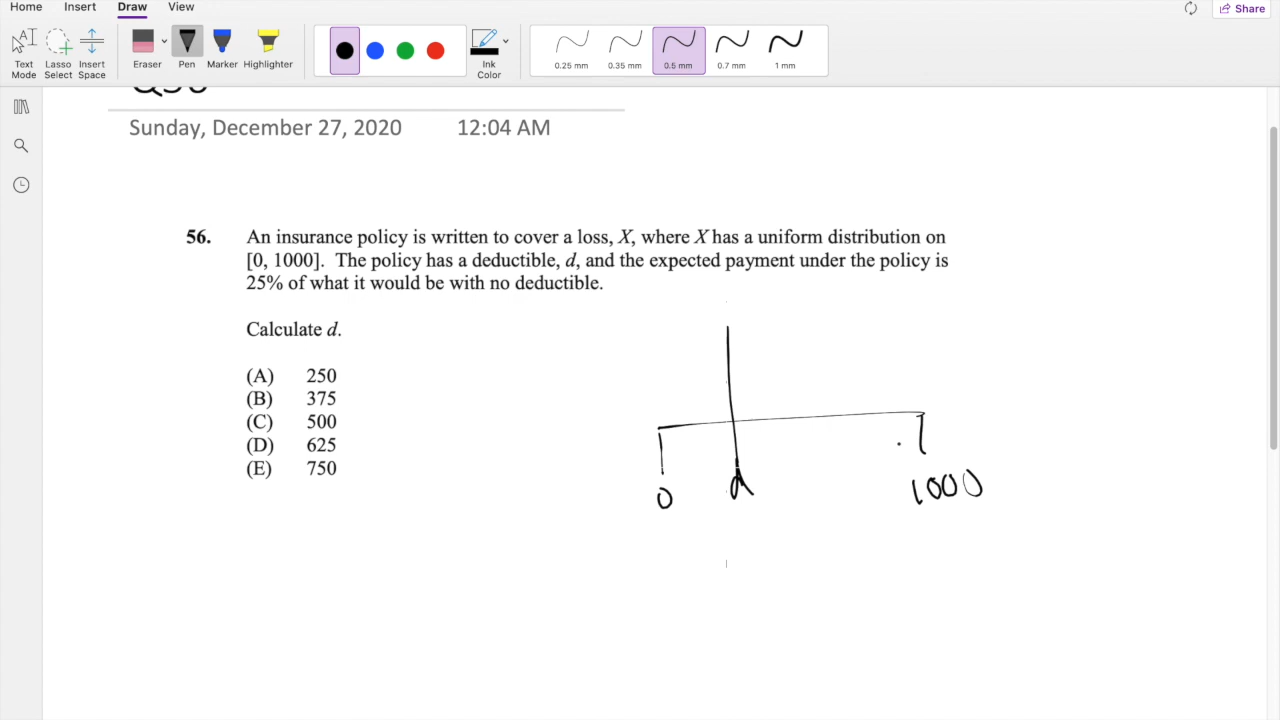 Home Insert Draw View
Share
Text Mode
Lasso Select
Insert Space
Eraser
Pen
Marker
Highlighter
Ink Color
0.25 mm
0.35 mm
0.5 mm
0.7 mm
1 mm
Sunday, December 27, 2020 12:04 AM
56. An insurance policy is written to cover a loss, X, where X has a uniform distribution on
[0, 1000]. The policy has a deductible, d, and the expected payment under the policy is
25% of what it would be with no deductible.
Calculate d.
(A) 250
(B) 375
(C) 500
(D) 625
(E) 750
0 d 1000